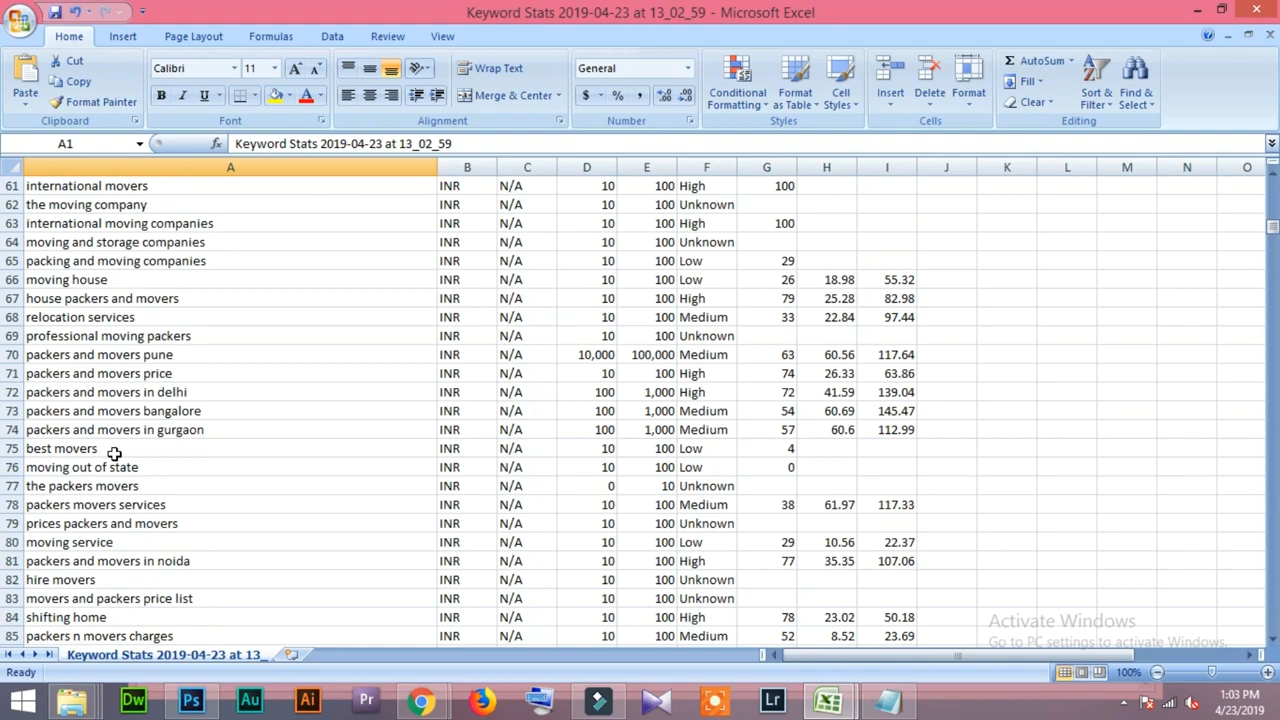 Keyword Stats 2019-04-23 at 13_02_59 - Microsoft Excel
Home Insert Page Layout Formulas Data Review View
Paste Cut Copy Format Painter Clipboard
Calibri 11 Font
Wrap Text Merge & Center Alignment
General Number
Conditional Formatting Format as Table Cell Styles Styles
Insert Delete Format Cells
AutoSum Fill Clear Sort & Filter Find & Select Editing
A1 fx Keyword Stats 2019-04-23 at 13_02_59
A B C D E F G H I J K L M N O
61 international movers INR N/A 10 100 High 100
62 the moving company INR N/A 10 100 Unknown
63 international moving companies INR N/A 10 100 High 100
64 moving and storage companies INR N/A 10 100 Unknown
65 packing and moving companies INR N/A 10 100 Low 29
66 moving house INR N/A 10 100 Low 26 18.98 55.32
67 house packers and movers INR N/A 10 100 High 79 25.28 82.98
68 relocation services INR N/A 10 100 Medium 33 22.84 97.44
69 professional moving packers INR N/A 10 100 Unknown
70 packers and movers pune INR N/A 10,000 100,000 Medium 63 60.56 117.64
71 packers and movers price INR N/A 10 100 High 74 26.33 63.86
72 packers and movers in delhi INR N/A 100 1,000 High 72 41.59 139.04
73 packers and movers bangalore INR N/A 100 1,000 Medium 54 60.69 145.47
74 packers and movers in gurgaon INR N/A 100 1,000 Medium 57 60.6 112.99
75 best movers INR N/A 10 100 Low 4
76 moving out of state INR N/A 10 100 Low 0
77 the packers movers INR N/A 0 10 Unknown
78 packers movers services INR N/A 10 100 Medium 38 61.97 117.33
79 prices packers and movers INR N/A 10 100 Unknown
80 moving service INR N/A 10 100 Low 29 10.56 22.37
81 packers and movers in noida INR N/A 10 100 High 77 35.35 107.06
82 hire movers INR N/A 10 100 Unknown
83 movers and packers price list INR N/A 10 100 Unknown
84 shifting home INR N/A 10 100 High 78 23.02 50.18
85 packers n movers charges INR N/A 10 100 Medium 52 8.52 23.69
Activate Windows
Go to PC settings to activate Windows.
Keyword Stats 2019-04-23 at 13_
Ready 100%
Dw Ps Au Ai Pr Lr
1:03 PM
4/23/2019